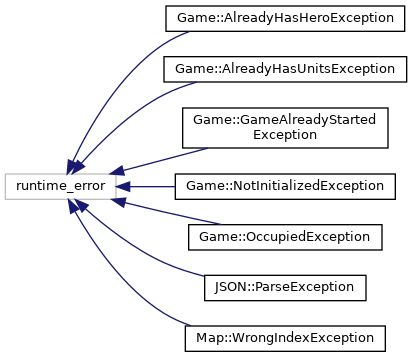 Game::AlreadyHasHeroException
Game::AlreadyHasUnitsException
Game::GameAlreadyStarted
Exception
runtime_error
Game::NotInitializedException
Game::OccupiedException
JSON::ParseException
Map::WrongIndexException